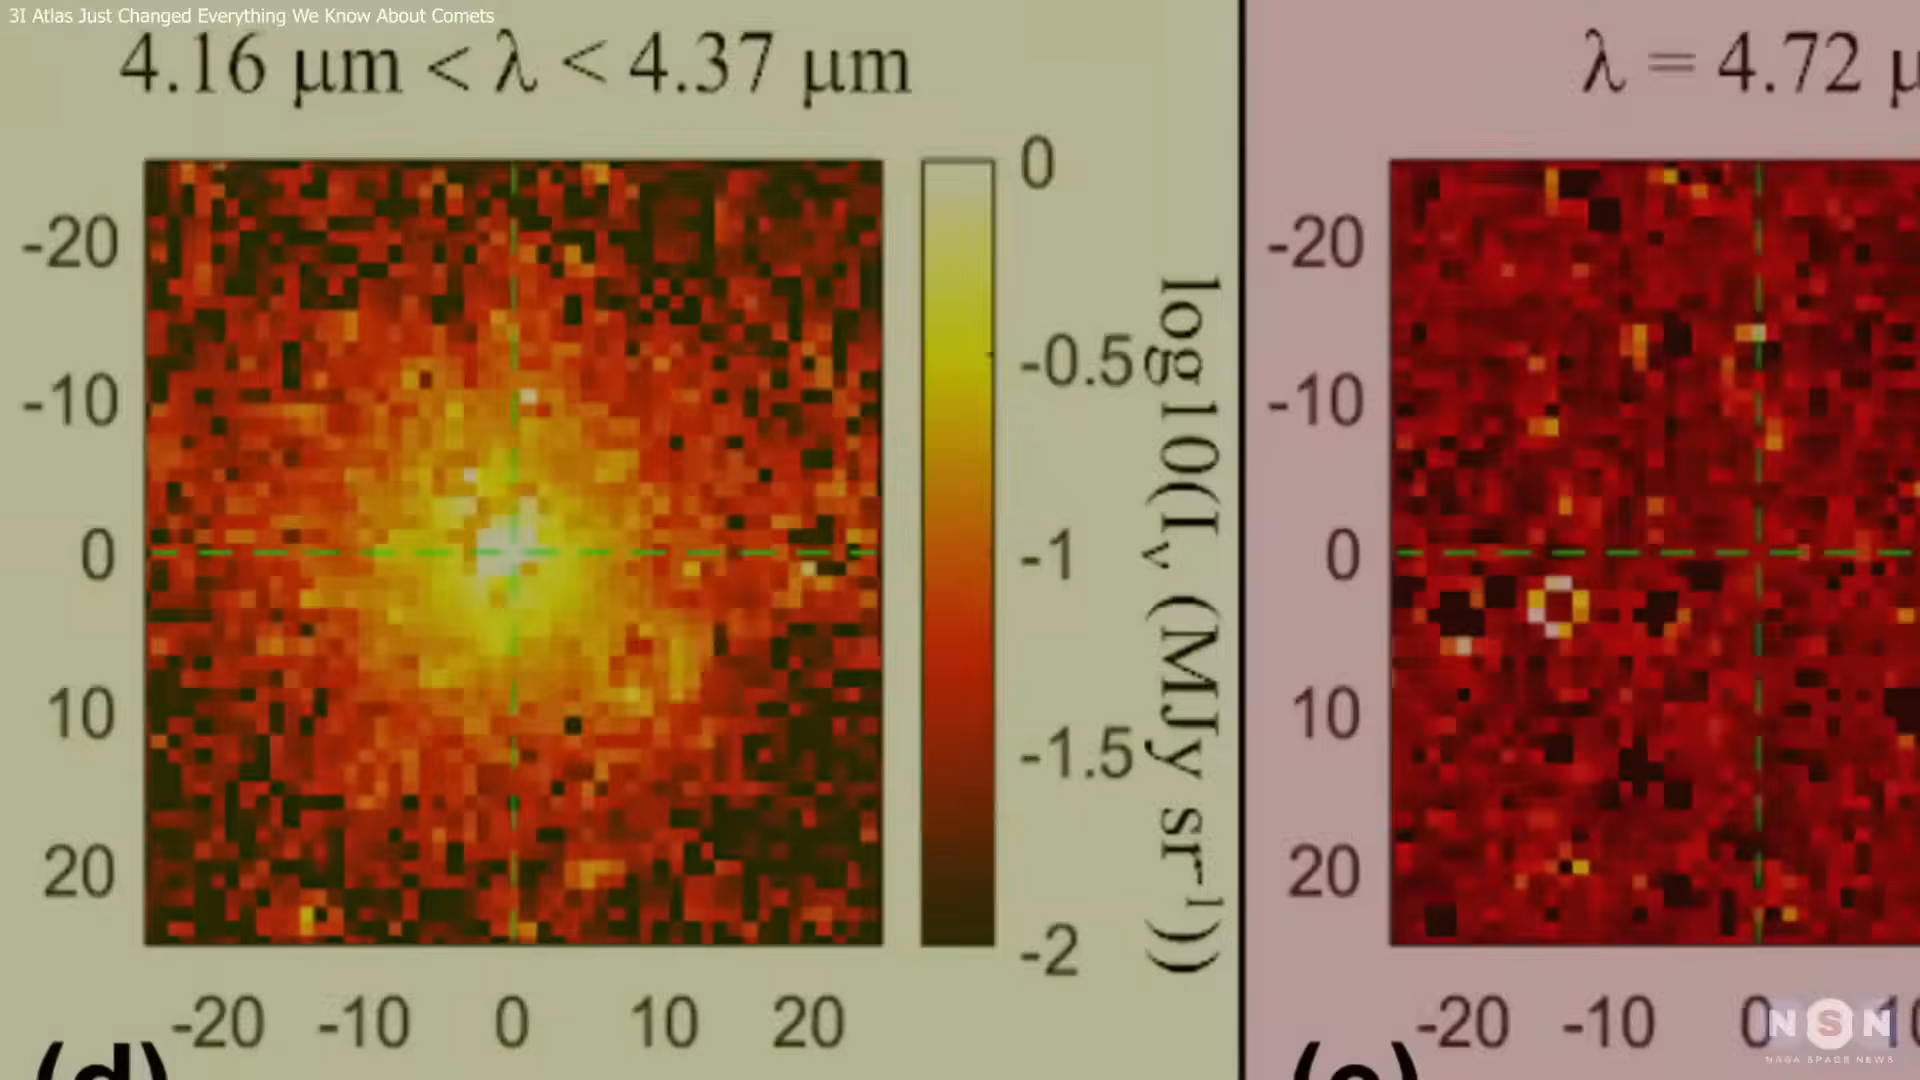 3I Atlas Just Changed Everything We Know About Comets
4.16 μm < λ < 4.37 μm
λ = 4.72 μ
0
-0.5
-1
-1.5
-2
log10(Iν (MJy sr-1))
-20
-10
0
10
20
-20 -10 0 10 20
(d)
-20
-10
0
10
20
-20 -10 0 10
NSN
NASA SPACE NEWS